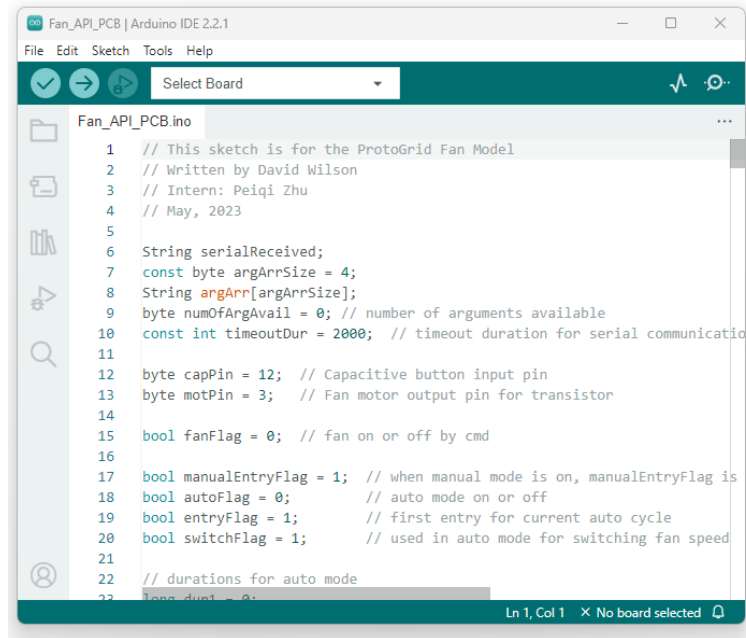 Fan_API_PCB | Arduino IDE 2.2.1
File Edit Sketch Tools Help
Select Board
Fan_API_PCB.ino
1 // This sketch is for the ProtoGrid Fan Model
2 // Written by David Wilson
3 // Intern: Peiqi Zhu
4 // May, 2023
5
6 String serialReceived;
7 const byte argArrSize = 4;
8 String argArr[argArrSize];
9 byte numOfArgAvail = 0; // number of arguments available
10 const int timeoutDur = 2000; // timeout duration for serial communicatio
11
12 byte capPin = 12; // Capacitive button input pin
13 byte motPin = 3; // Fan motor output pin for transistor
14
15 bool fanFlag = 0; // fan on or off by cmd
16
17 bool manualEntryFlag = 1; // when manual mode is on, manualEntryFlag is
18 bool autoFlag = 0; // auto mode on or off
19 bool entryFlag = 1; // first entry for current auto cycle
20 bool switchFlag = 1; // used in auto mode for switching fan speed
21
22 // durations for auto mode
23 long dur1 = 0;
Ln 1, Col 1 × No board selected